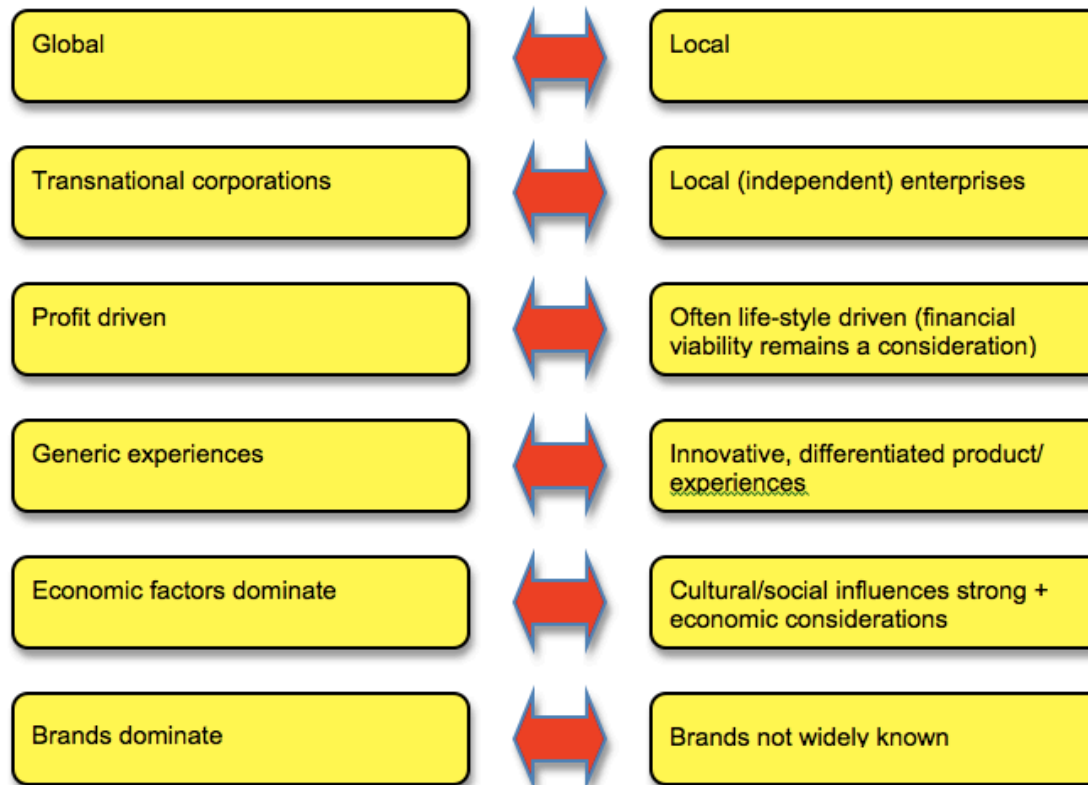 Global
Local
Transnational corporations
Local (independent) enterprises
Profit driven
Often life-style driven (financial
viability remains a consideration)
Generic experiences
Innovative, differentiated product/
experiences
Economic factors dominate
Cultural/social influences strong +
economic considerations
Brands dominate
Brands not widely known